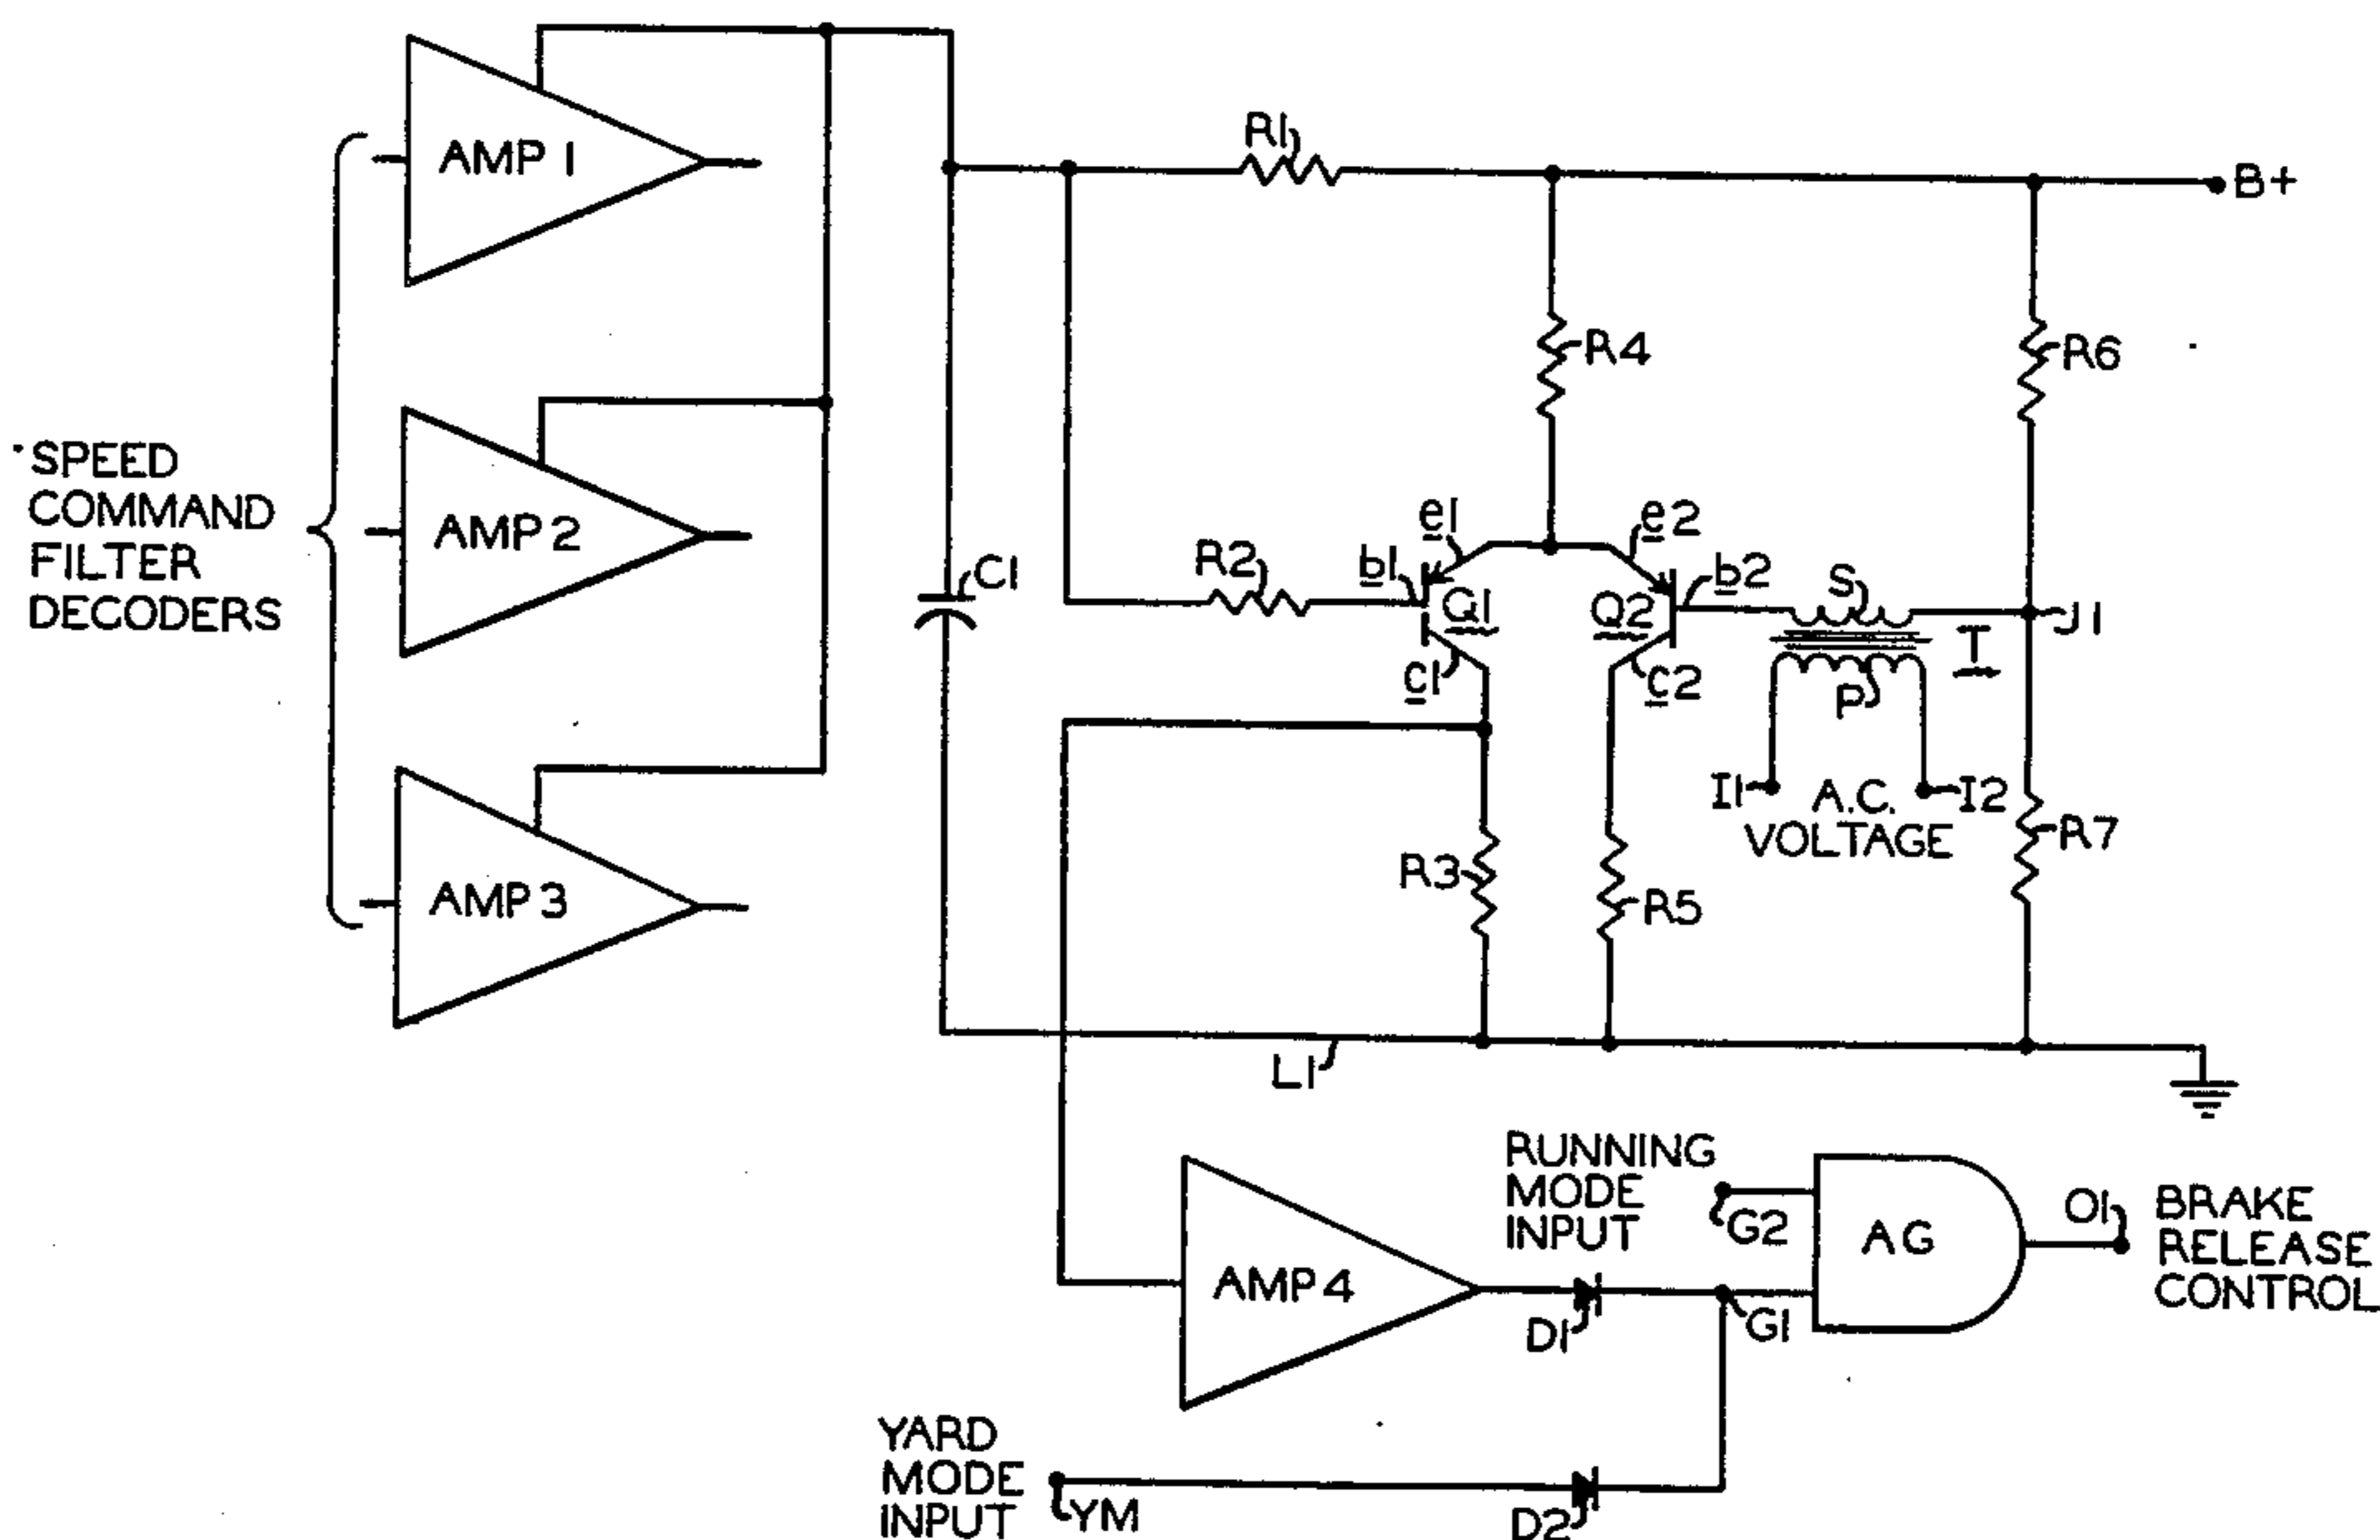 AMP 1
R1
B+
R4
R6
SPEED
COMMAND
FILTER
DECODERS
AMP 2
C1
R2
b1
e1
Q1
c1
e2
Q2
b2
c2
S
T
P
J1
I1
A.C.
VOLTAGE
I2
R7
AMP 3
R3
R5
L1
RUNNING
MODE
INPUT
G2
AG
O1
BRAKE
RELEASE
CONTROL
AMP 4
D1
G1
YARD
MODE
INPUT
YM
D2